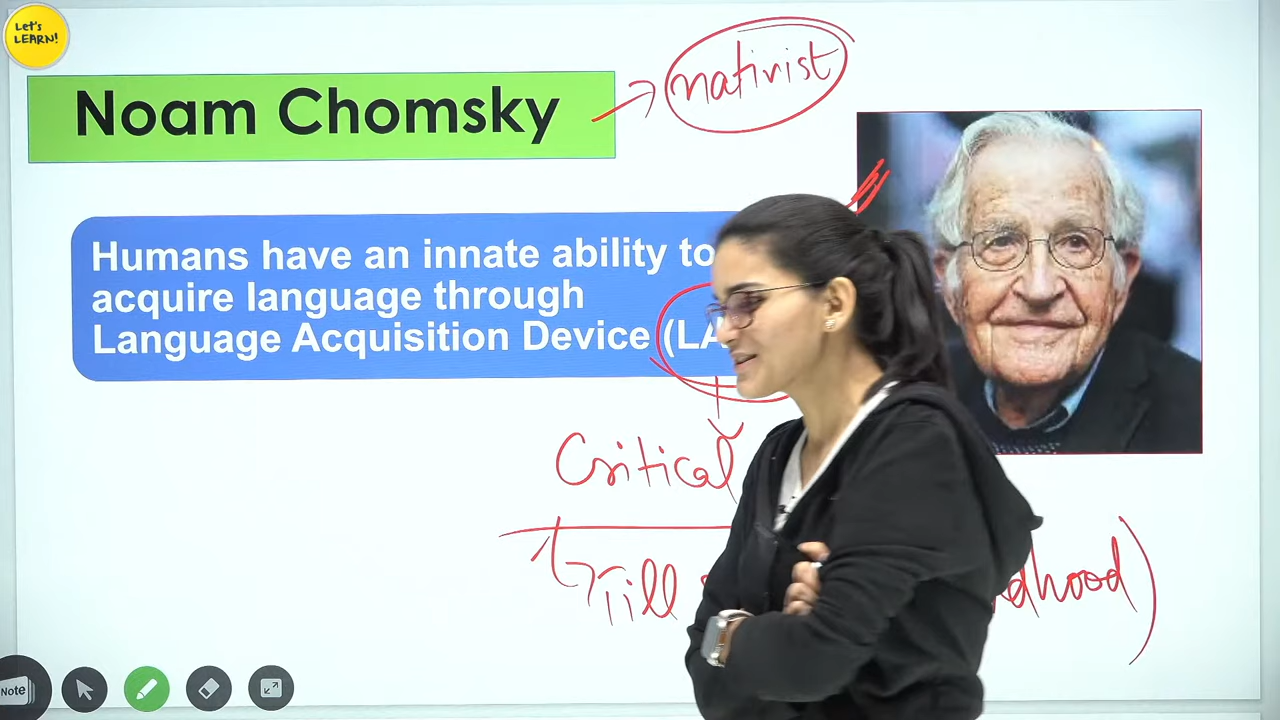 Let's
LEARN!
Noam Chomsky
nativist
Humans have an innate ability to
acquire language through
Language Acquisition Device (LA
Critical
till
dhood)
Note